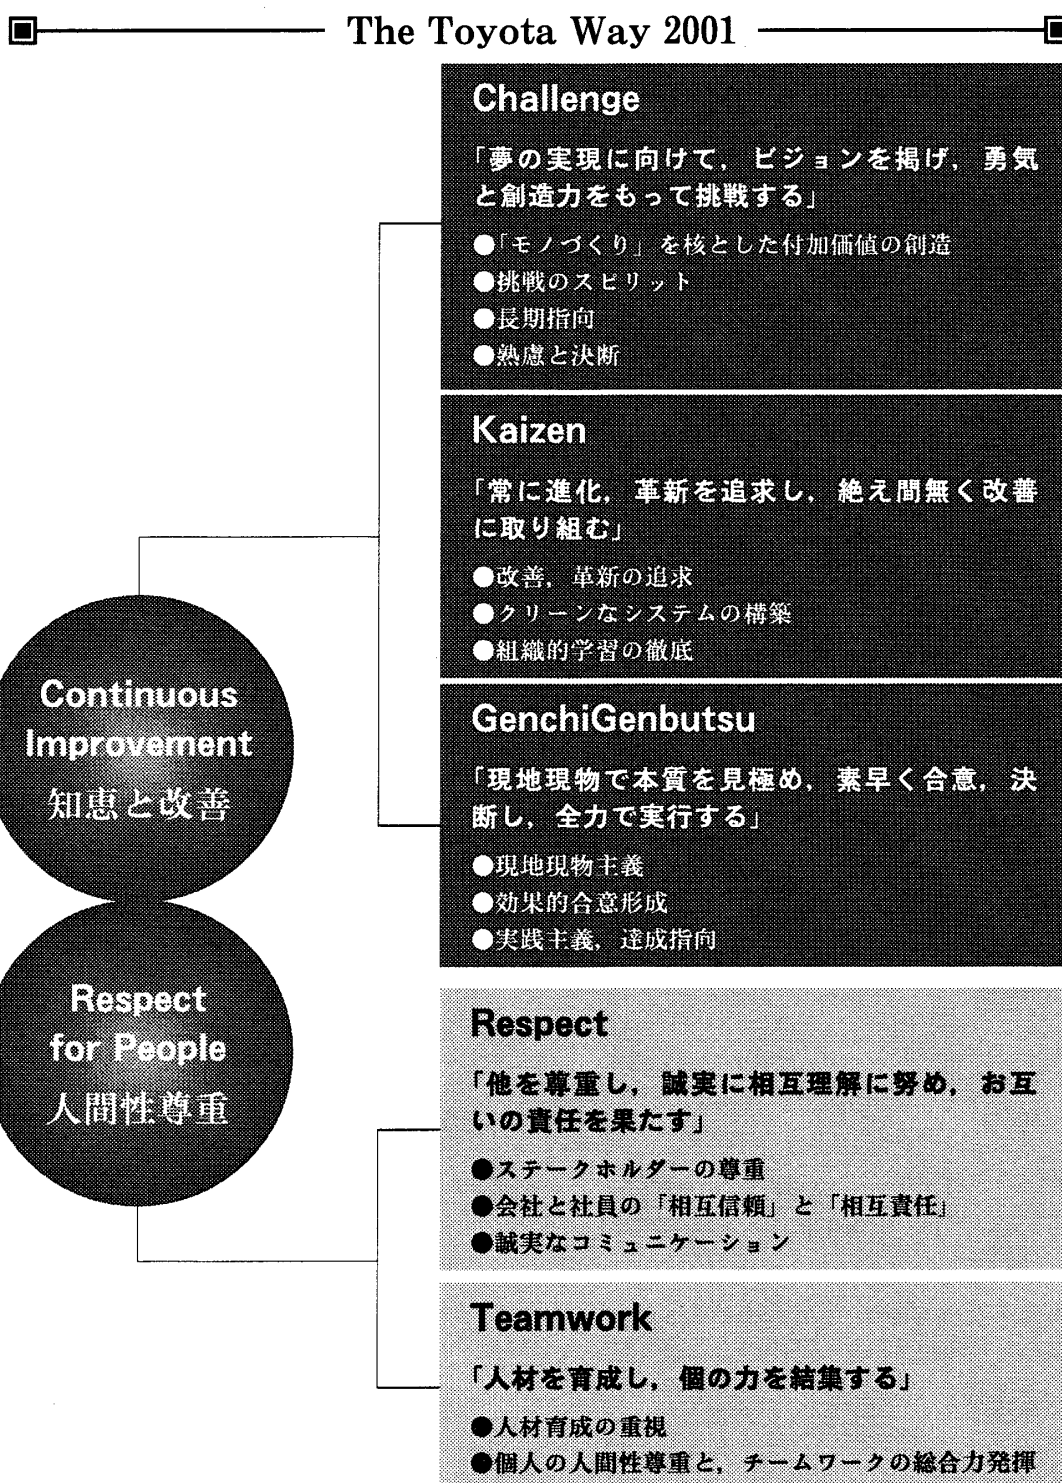 The Toyota Way 2001
Challenge
「夢の実現に向けて，ビジョンを掲げ，勇気
と創造力をもって挑戦する」
●「モノづくり」を核とした付加価値の創造
●挑戦のスピリット
●長期指向
●熟慮と決断
Kaizen
「常に進化，革新を追求し，絶え間無く改善
に取り組む」
●改善，革新の追求
●クリーンなシステムの構築
●組織的学習の徹底
GenchiGenbutsu
「現地現物で本質を見極め，素早く合意，決
断し，全力で実行する」
●現地現物主義
●効果的合意形成
●実践主義，達成指向
Continuous
Improvement
知恵と改善
Respect
for People
人間性尊重
Respect
「他を尊重し，誠実に相互理解に努め，お互
いの責任を果たす」
●ステークホルダーの尊重
●会社と社員の「相互信頼」と「相互責任」
●誠実なコミュニケーション
Teamwork
「人材を育成し，個の力を結集する」
●人材育成の重視
●個人の人間性尊重と，チームワークの総合力発揮